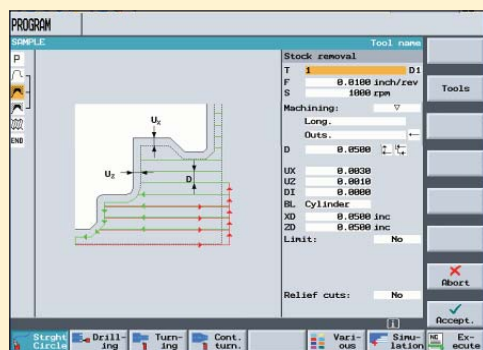 PROGRAM
SAMPLE Tool name
P
END
Ux
Uz
D
Stock removal
T 1 D1
F 0.0100 inch/rev
S 1000 rpm
Machining: ▽
Long.
Outs. ←
D 0.0500
UX 0.0030
UZ 0.0010
DI 0.0000
BL Cylinder
XD 0.0500 inc
ZD 0.0500 inc
Limit: No
Relief cuts: No
Tools
Abort
Accept.
Strght Circle
Drill- ing
Turn- ing
Cont. turn.
Vari- ous
Simu- lation
NC Ex- ecute